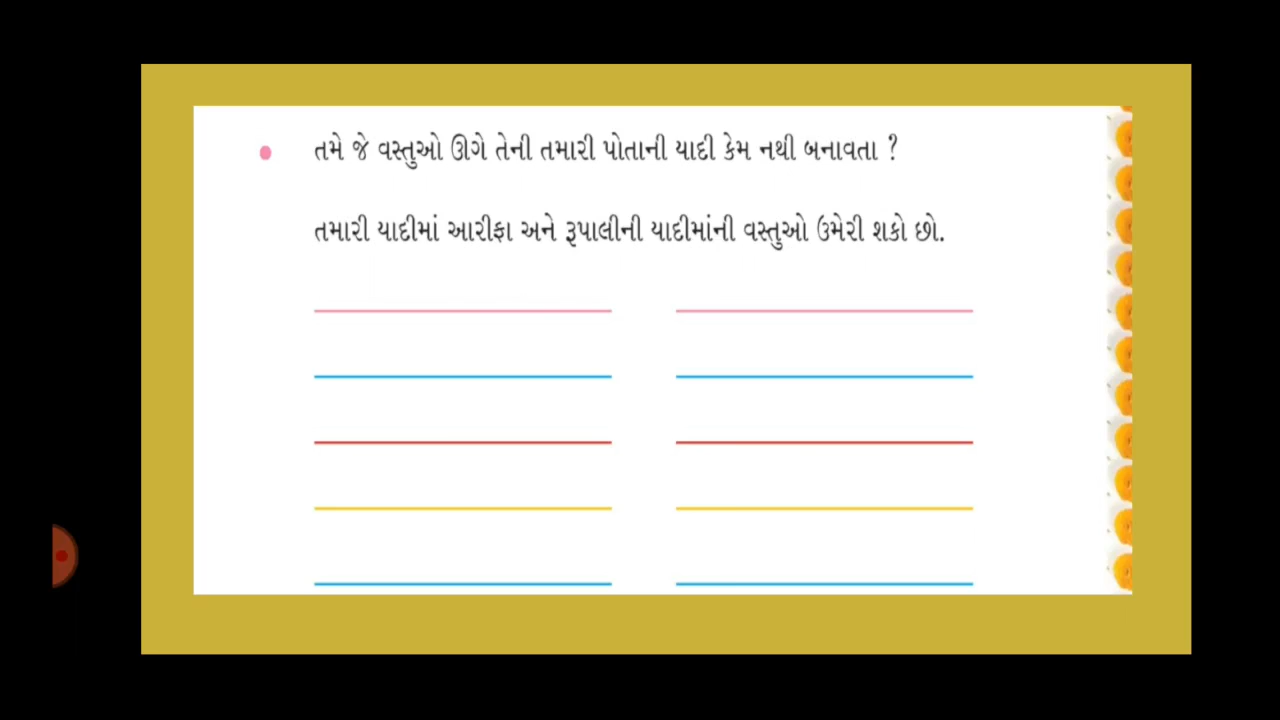 તમે જે વસ્તુઓ ઊગે તેની તમારી પોતાની યાદી કેમ નથી બનાવતા ?
તમારી યાદીમાં આરીફા અને રૂપાલીની યાદીમાંની વસ્તુઓ ઉમેરી શકો છો.